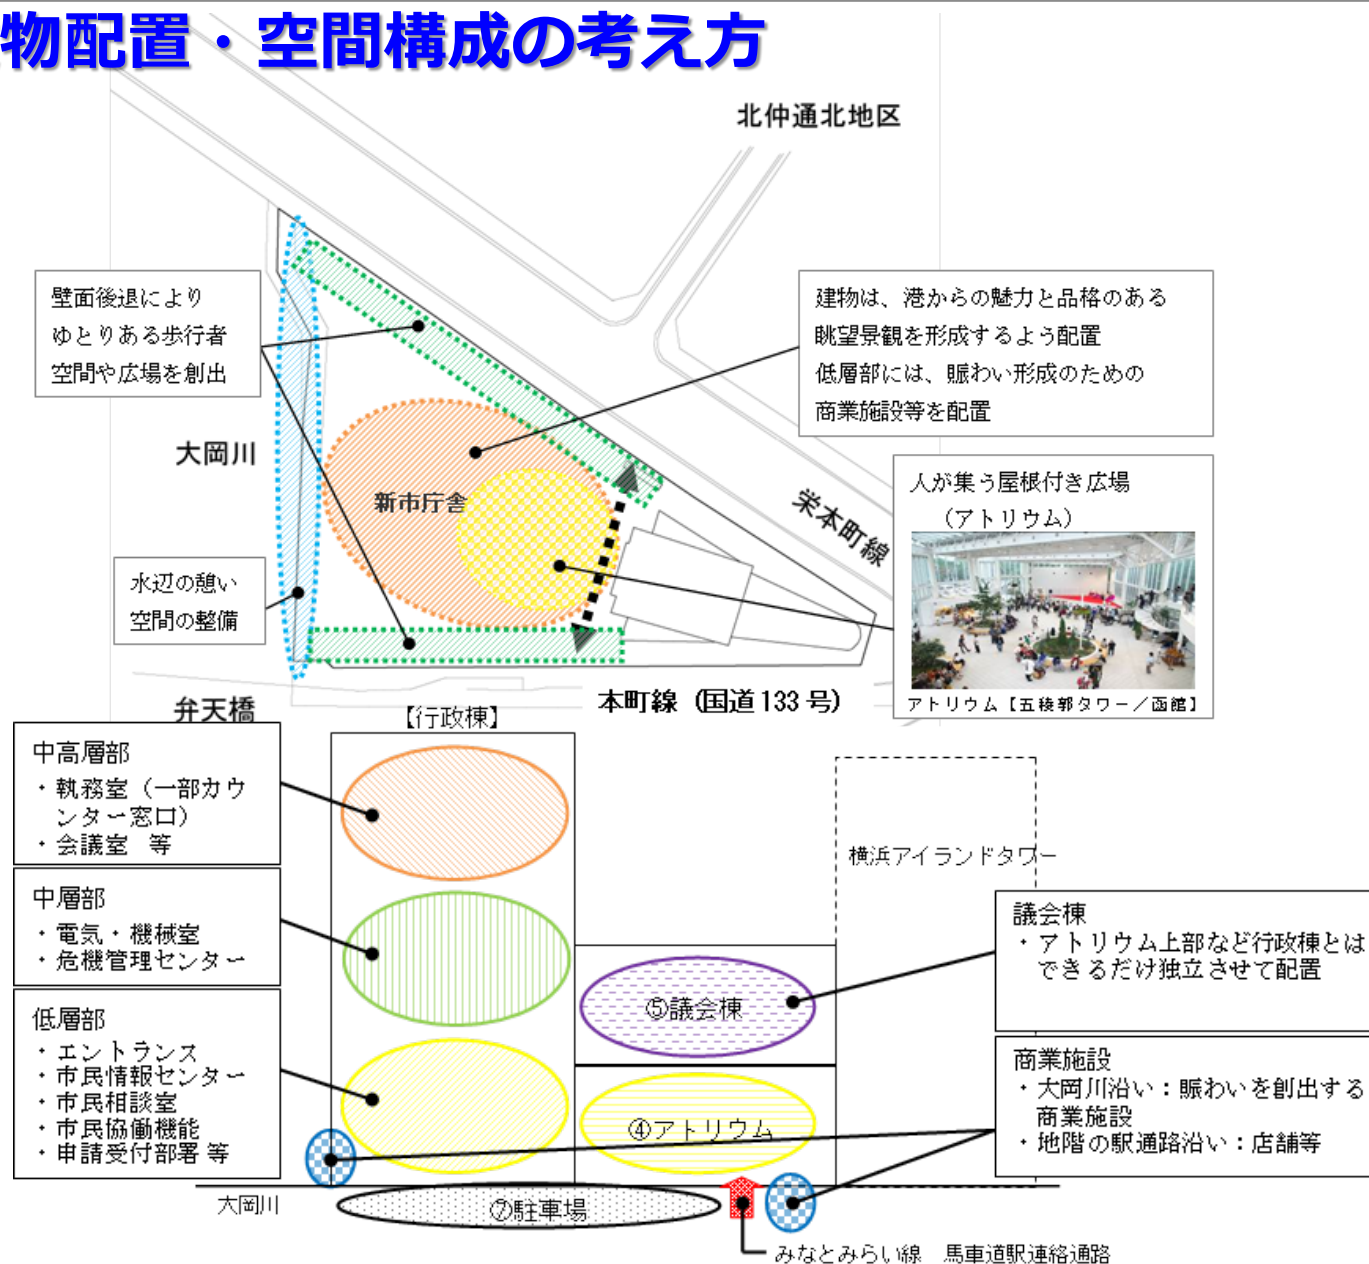 物配置・空間構成の考え方
北仲通北地区
壁面後退により
ゆとりある歩行者
空間や広場を創出
建物は、港からの魅力と品格のある
眺望景観を形成するよう配置
低層部には、賑わい形成のための
商業施設等を配置
大岡川
新市庁舎
栄本町線
人が集う屋根付き広場
（アトリウム）
アトリウム【五稜郭タワー／函館】
水辺の憩い
空間の整備
弁天橋
本町線（国道133号）
【行政棟】
中高層部
・執務室（一部カウ
ンター窓口）
・会議室　等
横浜アイランドタワー
中層部
・電気・機械室
・危機管理センター
議会棟
・アトリウム上部など行政棟とは
できるだけ独立させて配置
⑤議会棟
低層部
・エントランス
・市民情報センター
・市民相談室
・市民協働機能
・申請受付部署 等
商業施設
・大岡川沿い：賑わいを創出する
商業施設
・地階の駅通路沿い：店舗等
④アトリウム
大岡川
⑦駐車場
みなとみらい線　馬車道駅連絡通路